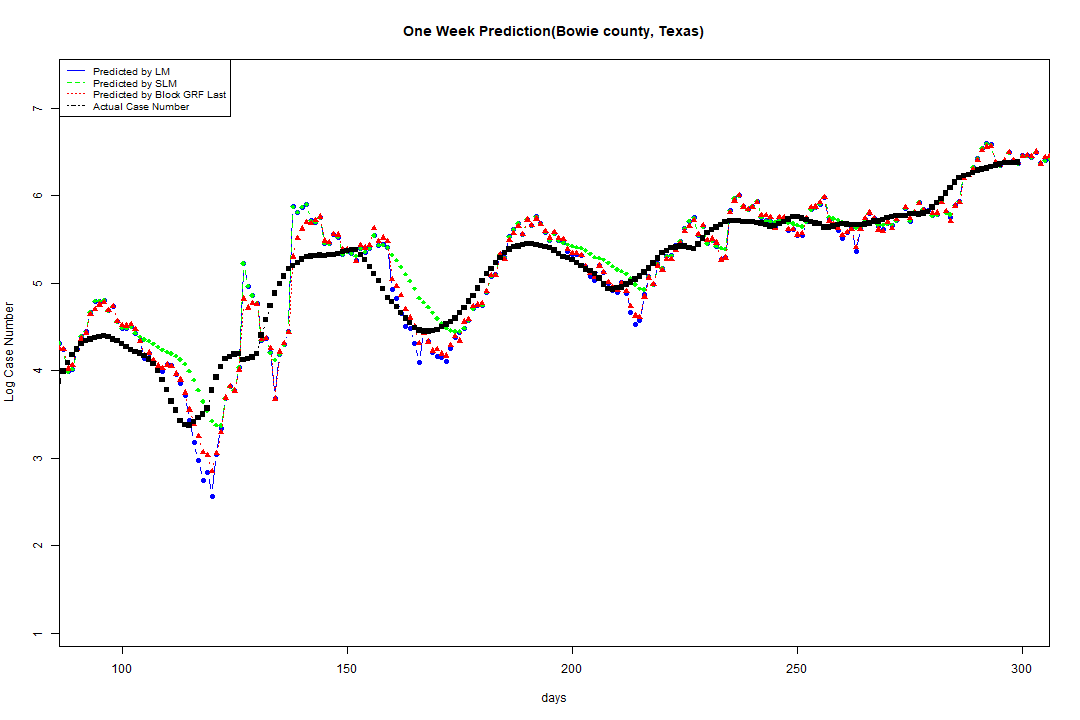 One Week Prediction(Bowie county, Texas)
Predicted by LM
Predicted by SLM
Predicted by Block GRF Last
Actual Case Number
7
6
5
4
3
2
1
Log Case Number
100 150 200 250 300
days